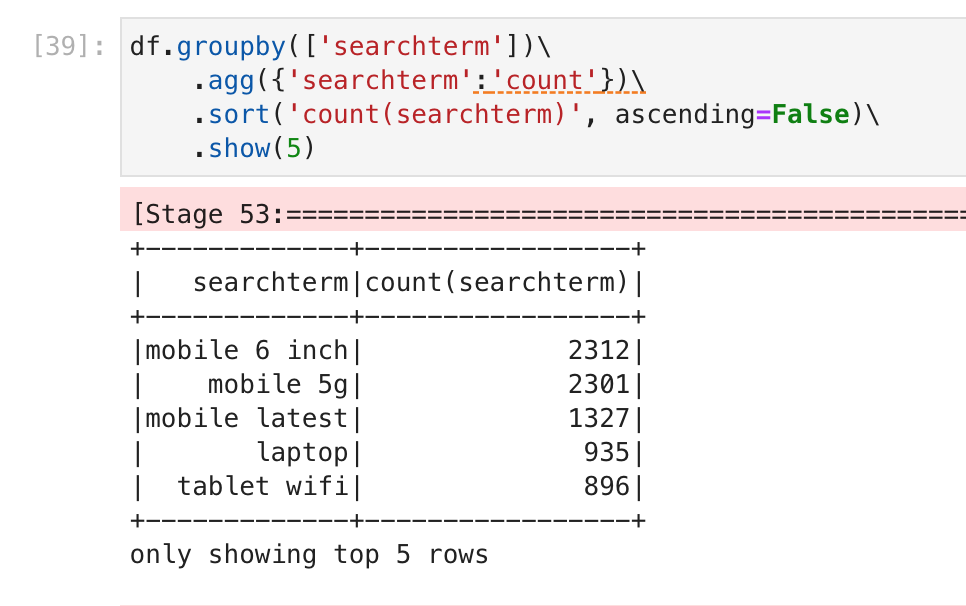 [39]: df.groupby(['searchterm'])\
.agg({'searchterm':'count'})\
.sort('count(searchterm)', ascending=False)\
.show(5)
[Stage 53:============================================
+-------------+-----------------+
|   searchterm|count(searchterm)|
+-------------+-----------------+
|mobile 6 inch|             2312|
|    mobile 5g|             2301|
|mobile latest|             1327|
|       laptop|              935|
|  tablet wifi|              896|
+-------------+-----------------+
only showing top 5 rows